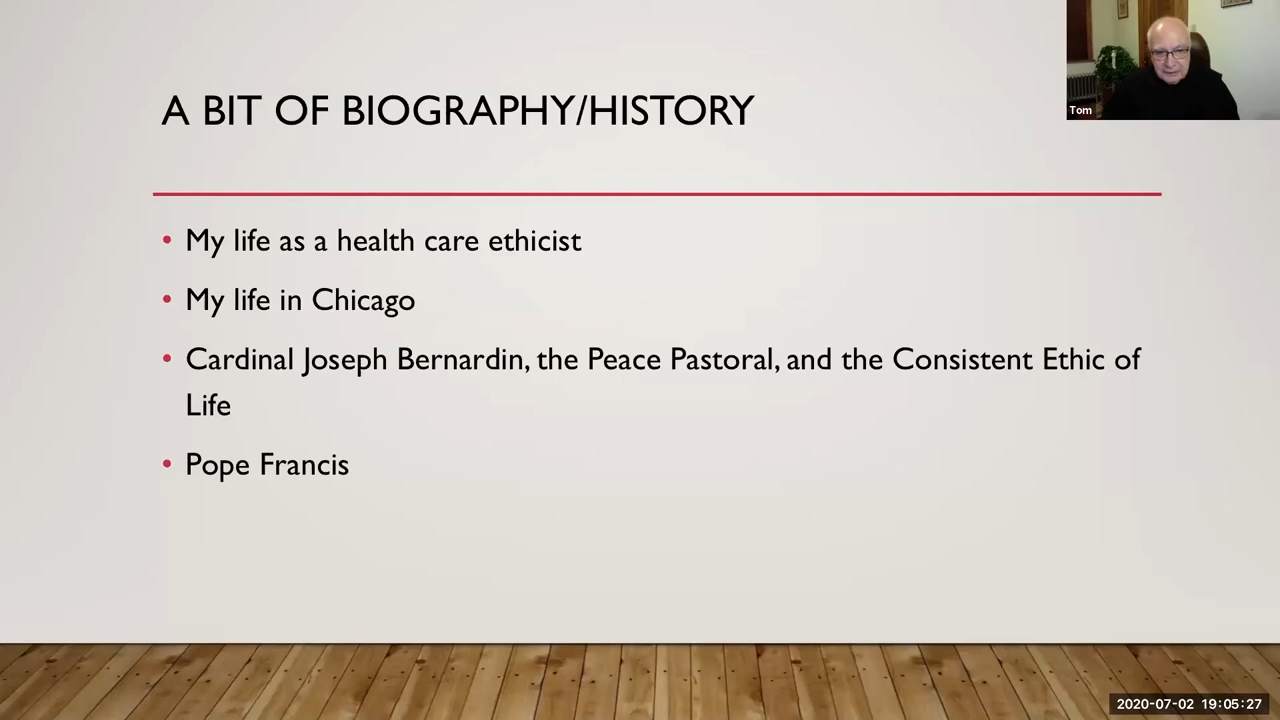 A BIT OF BIOGRAPHY/HISTORY
• My life as a health care ethicist
• My life in Chicago
• Cardinal Joseph Bernardin, the Peace Pastoral, and the Consistent Ethic of
Life
• Pope Francis
Tom
2020-07-02 19:05:27